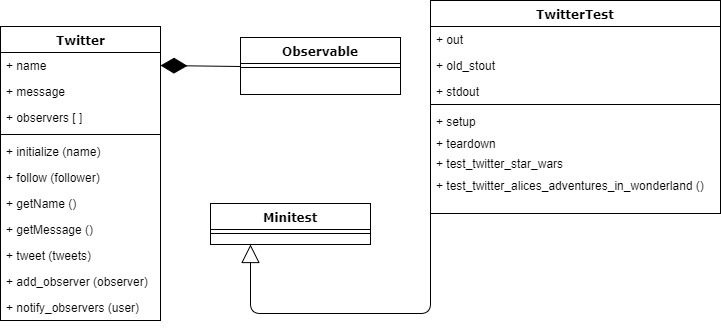 Twitter
+ name
+ message
+ observers [ ]
+ initialize (name)
+ follow (follower)
+ getName ()
+ getMessage ()
+ tweet (tweets)
+ add_observer (observer)
+ notify_observers (user)
Observable
Minitest
TwitterTest
+ out
+ old_stout
+ stdout
+ setup
+ teardown
+ test_twitter_star_wars
+ test_twitter_alices_adventures_in_wonderland ()